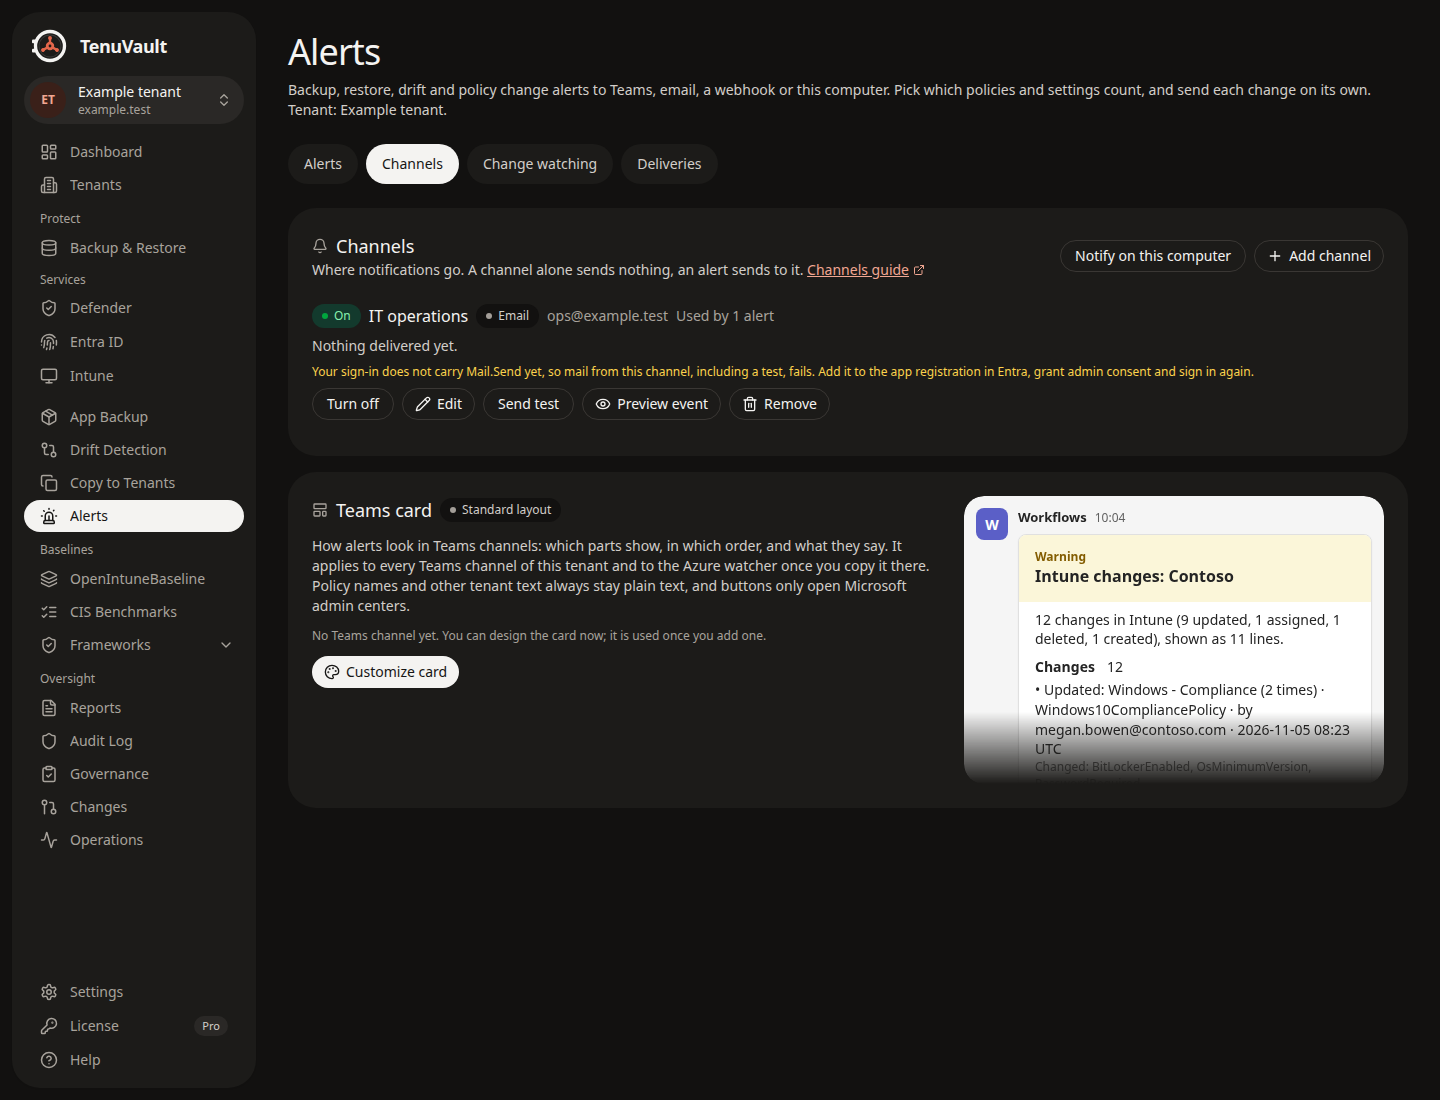 TenuVault
ET
Example tenant
example.test
Dashboard
Tenants
Protect
Backup & Restore
Services
Defender
Entra ID
Intune
App Backup
Drift Detection
Copy to Tenants
Alerts
Baselines
OpenIntuneBaseline
CIS Benchmarks
Frameworks
Oversight
Reports
Audit Log
Governance
Changes
Operations
Settings
License
Pro
Help
Alerts
Backup, restore, drift and policy change alerts to Teams, email, a webhook or this computer. Pick which policies and settings count, and send each change on its own.
Tenant: Example tenant.
Alerts
Channels
Change watching
Deliveries
Channels
Where notifications go. A channel alone sends nothing, an alert sends to it. Channels guide
Notify on this computer
Add channel
On
IT operations
Email
ops@example.test
Used by 1 alert
Nothing delivered yet.
Your sign-in does not carry Mail.Send yet, so mail from this channel, including a test, fails. Add it to the app registration in Entra, grant admin consent and sign in again.
Turn off
Edit
Send test
Preview event
Remove
Teams card
Standard layout
How alerts look in Teams channels: which parts show, in which order, and what they say. It
applies to every Teams channel of this tenant and to the Azure watcher once you copy it there.
Policy names and other tenant text always stay plain text, and buttons only open Microsoft
admin centers.
No Teams channel yet. You can design the card now; it is used once you add one.
Customize card
W
Workflows 10:04
Warning
Intune changes: Contoso
12 changes in Intune (9 updated, 1 assigned, 1
deleted, 1 created), shown as 11 lines.
Changes 12
• Updated: Windows - Compliance (2 times) ·
Windows10CompliancePolicy · by
megan.bowen@contoso.com · 2026-11-05 08:23
UTC
Changed: BitLockerEnabled, OsMinimumVersion,